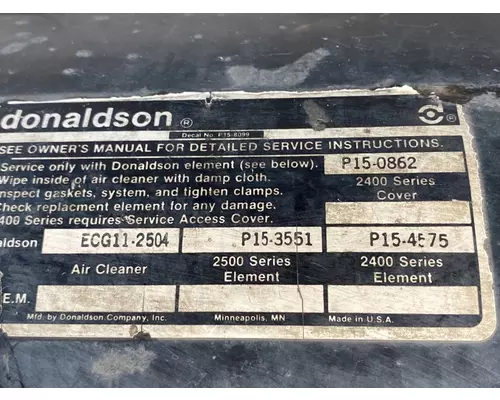 donaldson ®
Decal No. P15-8099
SEE OWNER'S MANUAL FOR DETAILED SERVICE INSTRUCTIONS.
Service only with Donaldson element (see below).
Wipe inside of air cleaner with damp cloth.
nspect gaskets, system, and tighten clamps.
Check replacement element for any damage.
400 Series requires Service Access Cover.
P15-0862
2400 Series
Cover
aldson
ECG11-2504
Air Cleaner
P15-3551
2500 Series
Element
P15-4575
2400 Series
Element
E.M.
Mfd. by Donaldson Company, Inc.
Minneapolis, MN
Made in U.S.A.